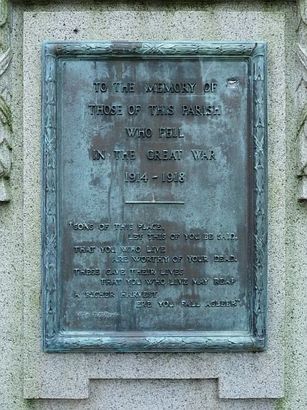 TO THE MEMORY OF
THOSE OF THIS PARISH
WHO FELL
IN THE GREAT WAR
1914 - 1918
"SONS OF THIS PLACE,
LET THIS OF YOU BE SAID,
THAT YOU WHO LIVE
ARE WORTHY OF YOUR DEAD.
THESE GAVE THEIR LIVES
THAT YOU WHO LIVE MAY REAP
A RICHER HARVEST
ERE YOU FALL ASLEEP."